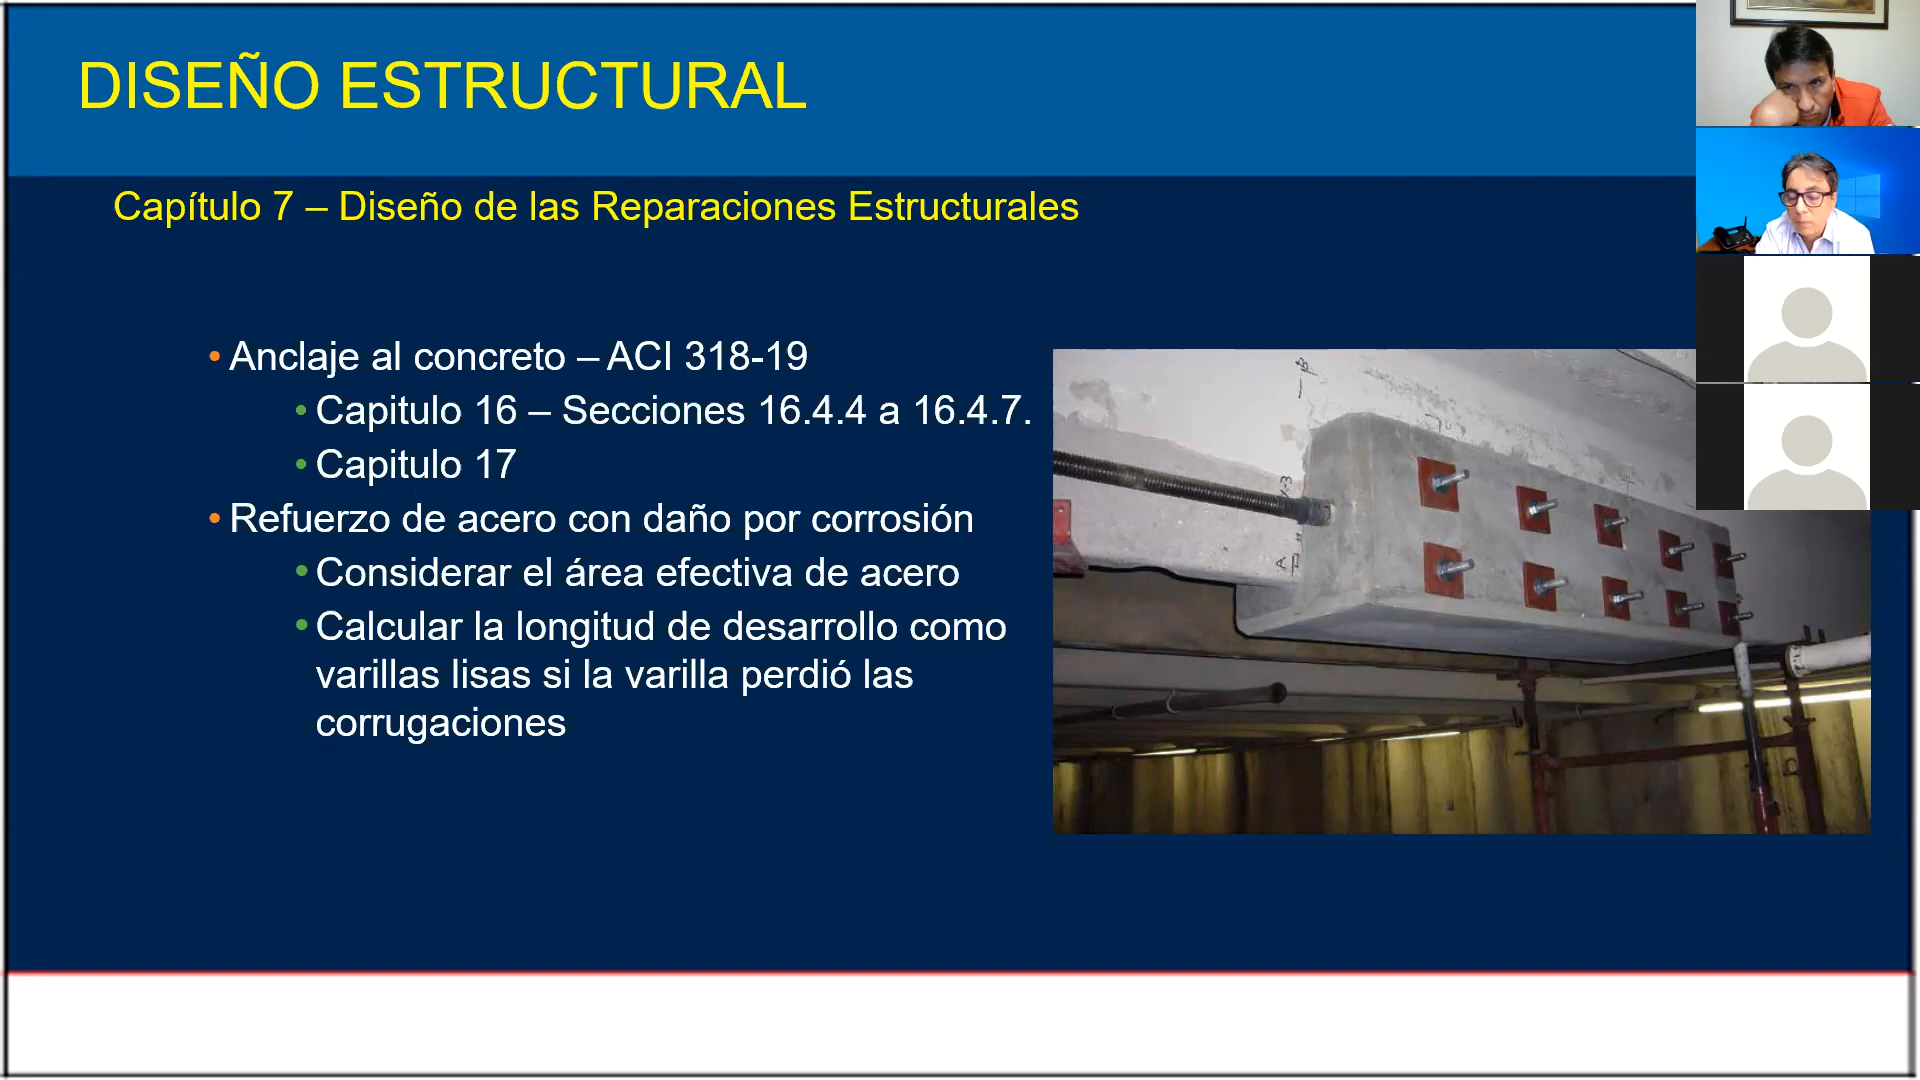 DISEÑO ESTRUCTURAL
Capítulo 7 – Diseño de las Reparaciones Estructurales
• Anclaje al concreto – ACI 318-19
• Capitulo 16 – Secciones 16.4.4 a 16.4.7.
• Capitulo 17
• Refuerzo de acero con daño por corrosión
• Considerar el área efectiva de acero
• Calcular la longitud de desarrollo como
varillas lisas si la varilla perdió las
corrugaciones